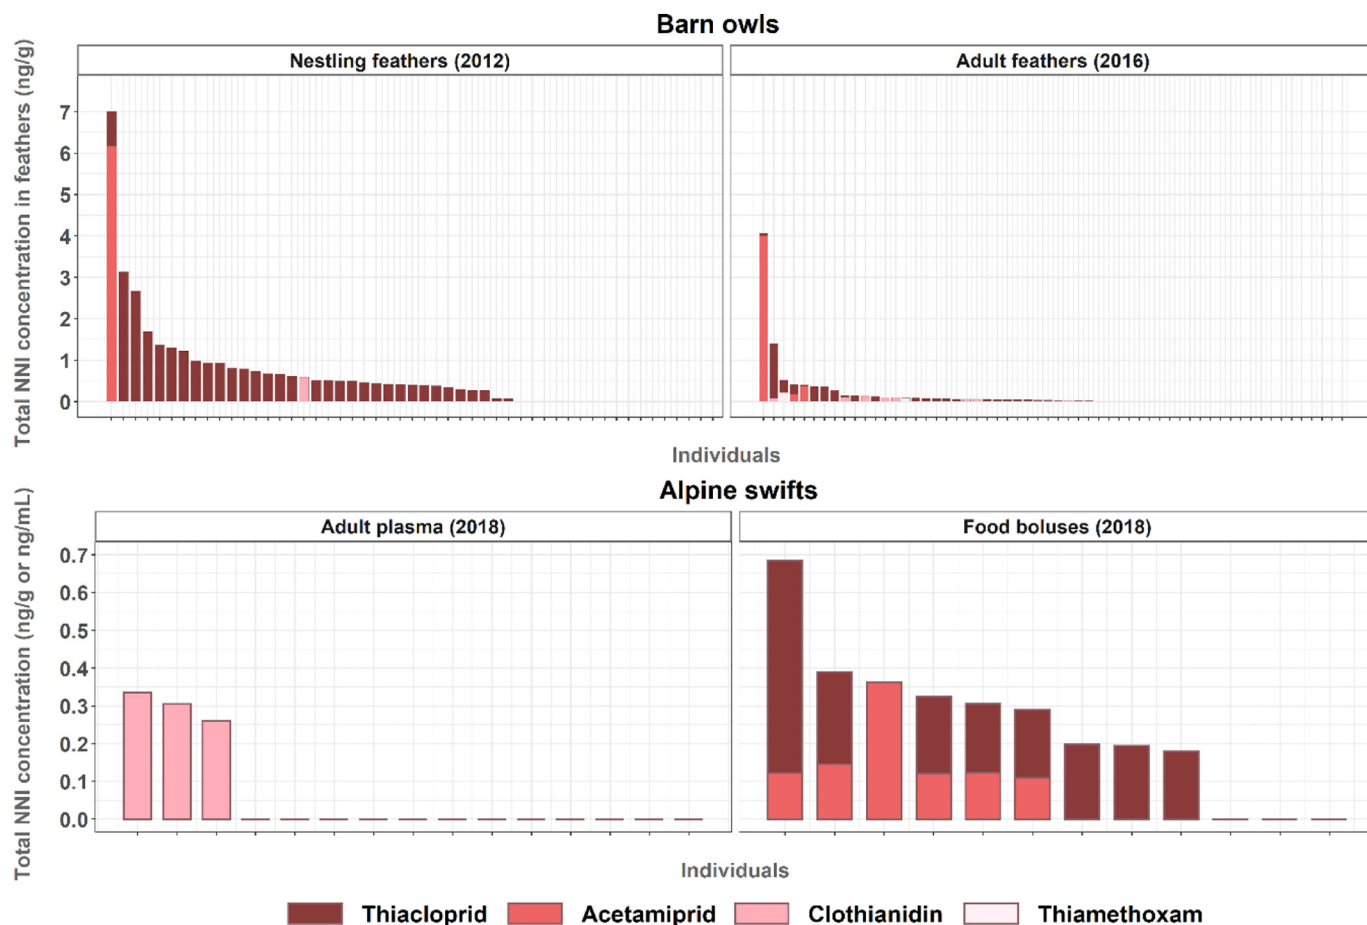 Barn owls
Nestling feathers (2012)
Adult feathers (2016)
Total NNI concentration in feathers (ng/g)
7
6
5
4
3
2
1
0
Individuals
Alpine swifts
Adult plasma (2018)
Food boluses (2018)
Total NNI concentration (ng/g or ng/mL)
0.7
0.6
0.5
0.4
0.3
0.2
0.1
0.0
Individuals
Thiacloprid Acetamiprid Clothianidin Thiamethoxam